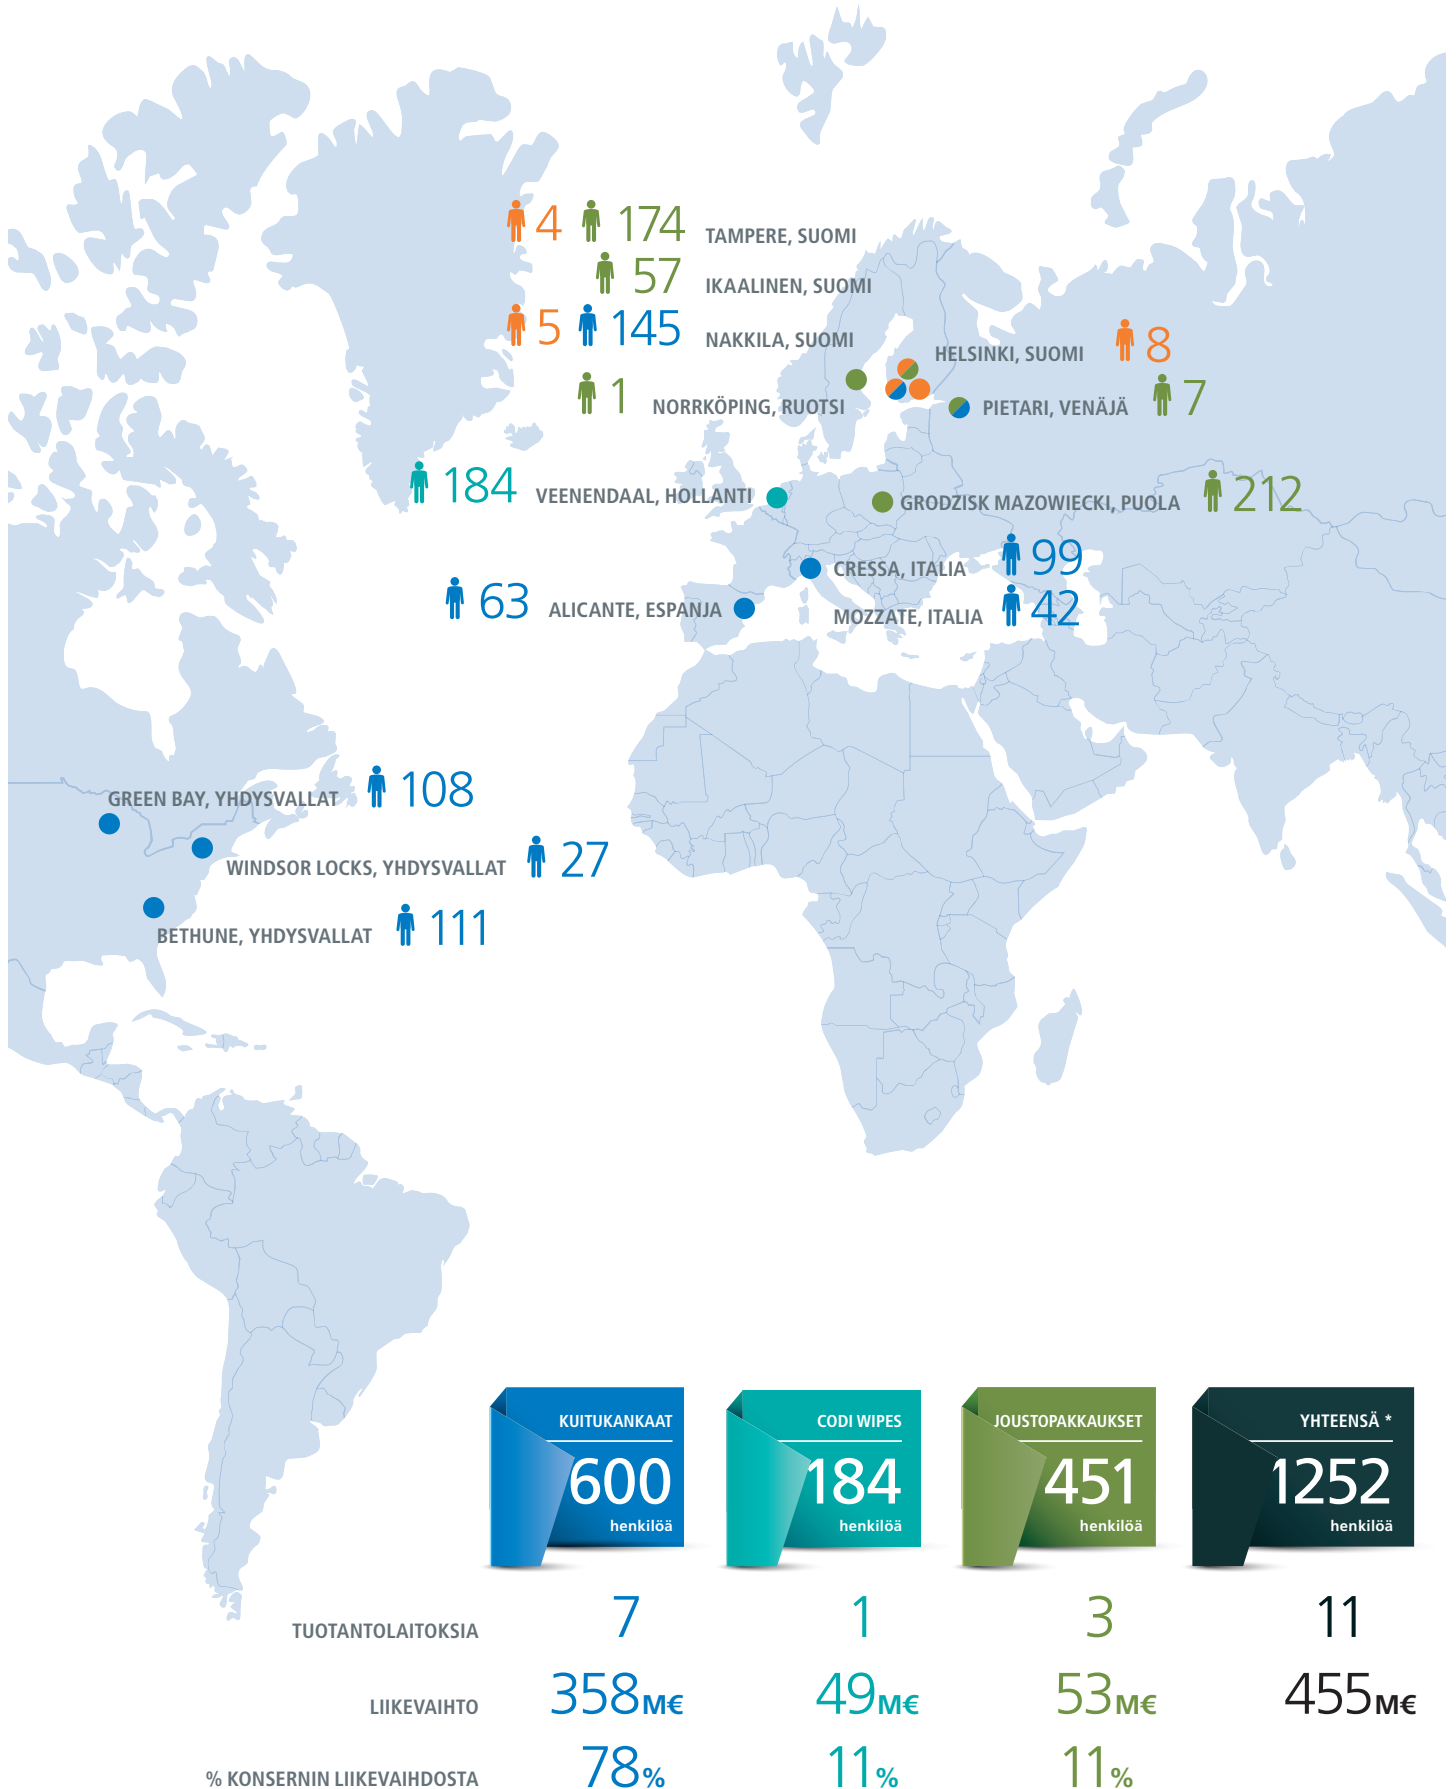 4 174 TAMPERE, SUOMI
57 IKAALINEN, SUOMI
5 145 NAKKILA, SUOMI
HELSINKI, SUOMI 8
1 NORRKÖPING, RUOTSI
PIETARI, VENÄJÄ 7
184 VEENENDAAL, HOLLANTI
GRODZISK MAZOWIECKI, PUOLA 212
CRESSA, ITALIA 99
63 ALICANTE, ESPANJA
MOZZATE, ITALIA 42
GREEN BAY, YHDYSVALLAT 108
WINDSOR LOCKS, YHDYSVALLAT 27
BETHUNE, YHDYSVALLAT 111
KUITUKANKAAT
600
henkilöä
CODI WIPES
184
henkilöä
JOUSTOPAKKAUKSET
451
henkilöä
YHTEENSÄ *
1252
henkilöä
TUOTANTOLAITOKSIA 7 1 3 11
LIIKEVAIHTO 358M€ 49M€ 53M€ 455M€
% KONSERNIN LIIKEVAIHDOSTA 78% 11% 11%